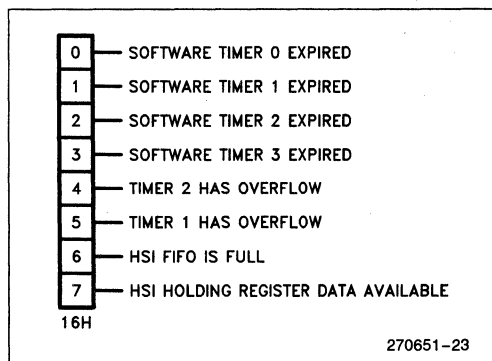 0 SOFTWARE TIMER 0 EXPIRED
1 SOFTWARE TIMER 1 EXPIRED
2 SOFTWARE TIMER 2 EXPIRED
3 SOFTWARE TIMER 3 EXPIRED
4 TIMER 2 HAS OVERFLOW
5 TIMER 1 HAS OVERFLOW
6 HSI FIFO IS FULL
7 HSI HOLDING REGISTER DATA AVAILABLE
16H
270651-23